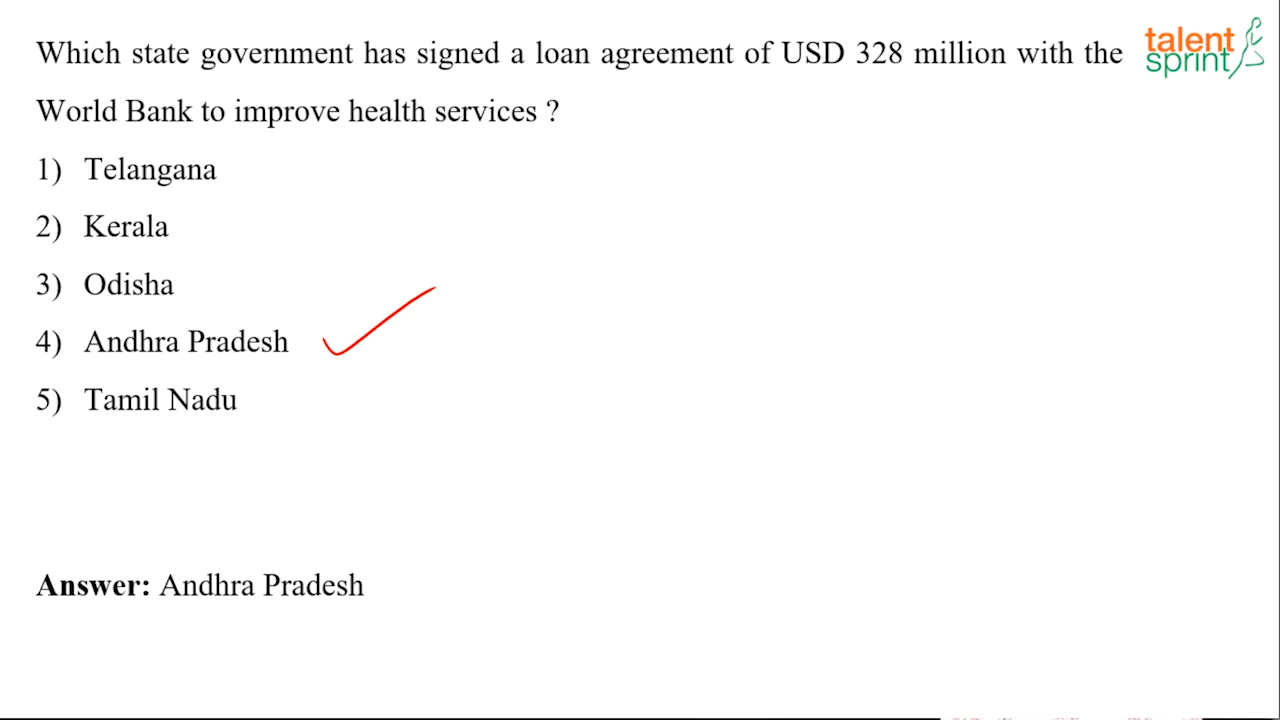 Which state government has signed a loan agreement of USD 328 million with the
World Bank to improve health services ?
1) Telangana
2) Kerala
3) Odisha
4) Andhra Pradesh
5) Tamil Nadu
Answer: Andhra Pradesh
talent
sprint